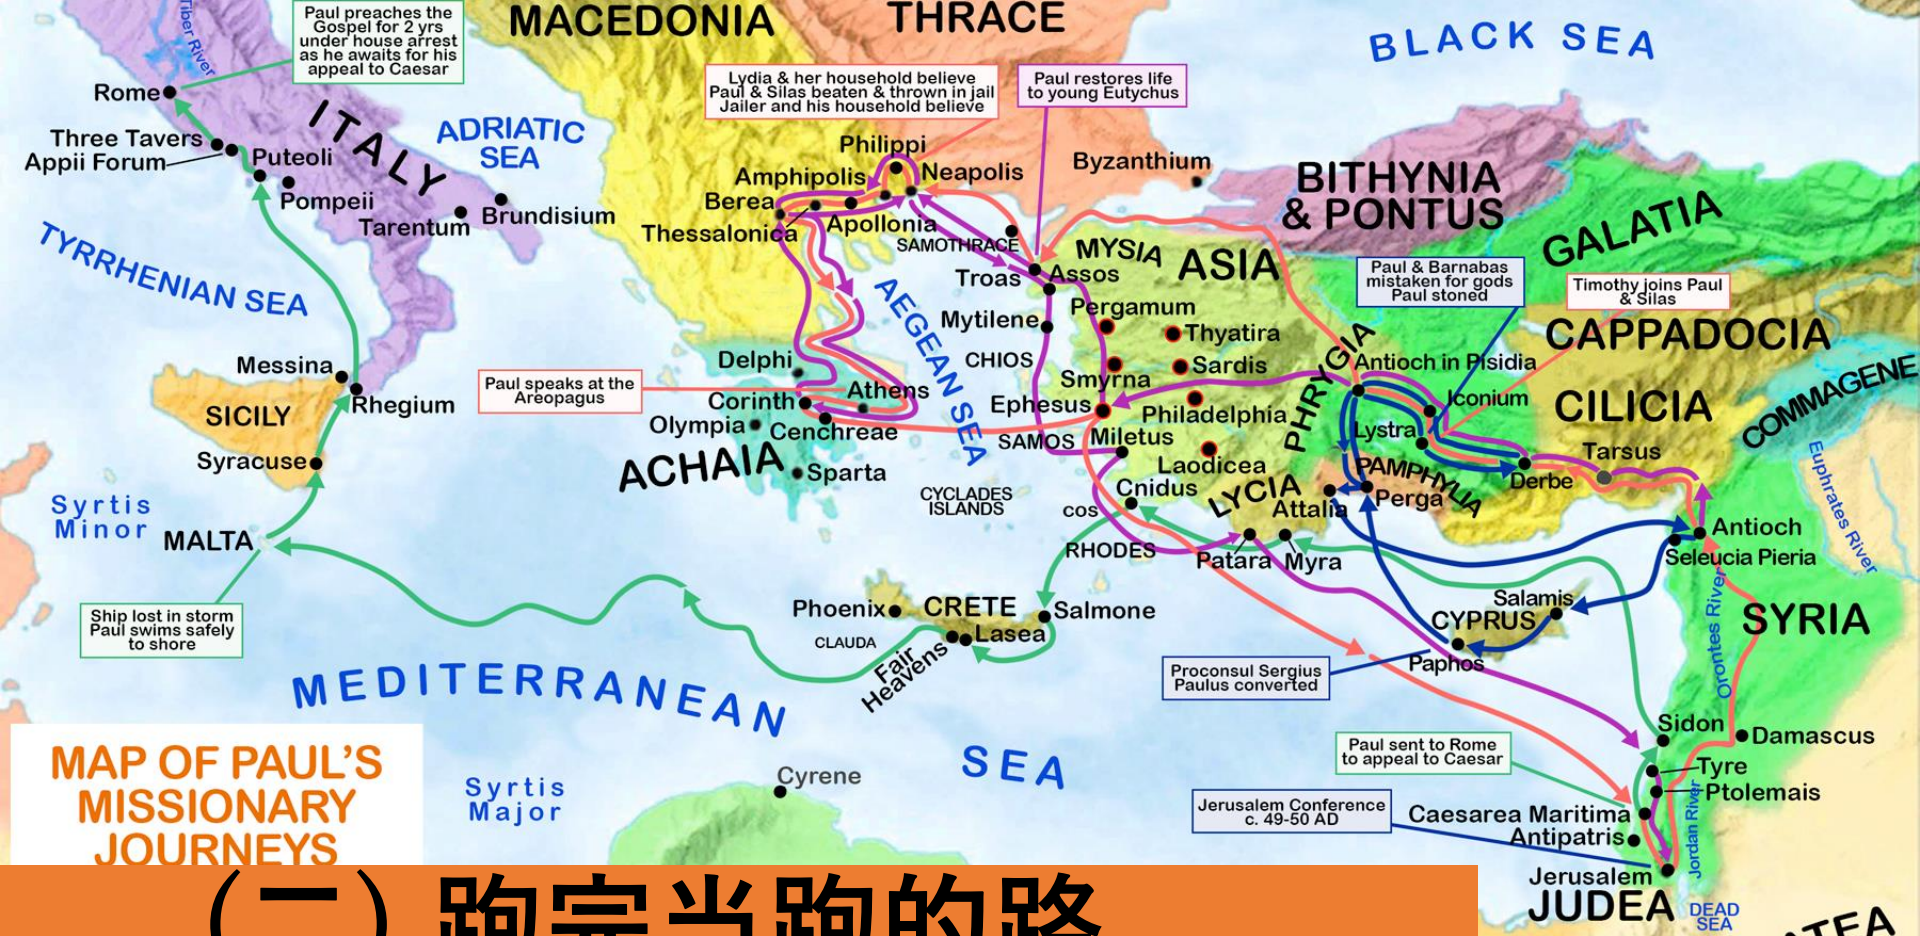 Tiber River
Paul preaches the
Gospel for 2 yrs
under house arrest
as he awaits for his
appeal to Caesar
MACEDONIA
THRACE
BLACK SEA
Lydia & her household believe
Paul & Silas beaten & thrown in jail
Jailer and his household believe
Paul restores life
to young Eutychus
Rome
Three Tavers
Appii Forum
Puteoli
Pompeii
ITALY
ADRIATIC
SEA
Tarentum
Brundisium
Philippi
Neapolis
Amphipolis
Berea
Apollonia
Thessalonica
SAMOTHRACE
Byzanthium
BITHYNIA
& PONTUS
GALATIA
TYRRHENIAN SEA
Troas
Assos
MYSIA
ASIA
Paul & Barnabas
mistaken for gods
Paul stoned
Timothy joins Paul
& Silas
CAPPADOCIA
AEGEAN SEA
Pergamum
Mytilene
Thyatira
CHIOS
Sardis
Smyrna
PHRYGIA
Antioch in Pisidia
COMMAGENE
Messina
SICILY
Rhegium
Syracuse
Paul speaks at the
Areopagus
Delphi
Athens
Corinth
Olympia
Cenchreae
ACHAIA
Sparta
Ephesus
Philadelphia
Iconium
CILICIA
SAMOS
Miletus
Lystra
Tarsus
Laodicea
PAMPHYLIA
Derbe
Euphrates River
CYCLADES
ISLANDS
Cnidus
LYCIA
Attalia
Perga
COS
Syrtis
Minor
MALTA
RHODES
Patara
Myra
Antioch
Seleucia Pieria
Ship lost in storm
Paul swims safely
to shore
Phoenix
CRETE
Salmone
CLAUDA
Lasea
Fair
Heavens
Salamis
CYPRUS
Paphos
Orontes River
SYRIA
Proconsul Sergius
Paulus converted
MEDITERRANEAN
SEA
Sidon
Damascus
Paul sent to Rome
to appeal to Caesar
Tyre
Ptolemais
MAP OF PAUL'S
MISSIONARY
JOURNEYS
Syrtis
Major
Cyrene
Jerusalem Conference
c. 49-50 AD
Caesarea Maritima
Antipatris
Jordan River
Jerusalem
JUDEA
DEAD
SEA
（二）跑完当跑的路